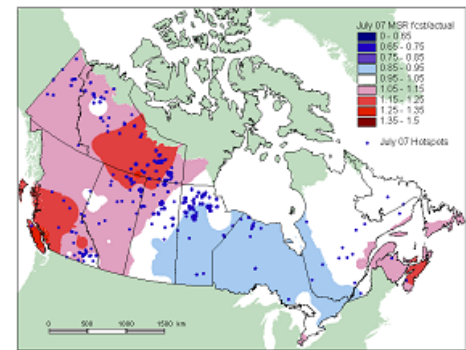 July 07 MSR fcst/actual
0 - 0.65
0.65 - 0.75
0.75 - 0.85
0.85 - 0.95
0.95 - 1.05
1.05 - 1.15
1.15 - 1.25
1.25 - 1.35
1.35 - 1.5
July 07 Hotspots
0 500 1000 1500 km